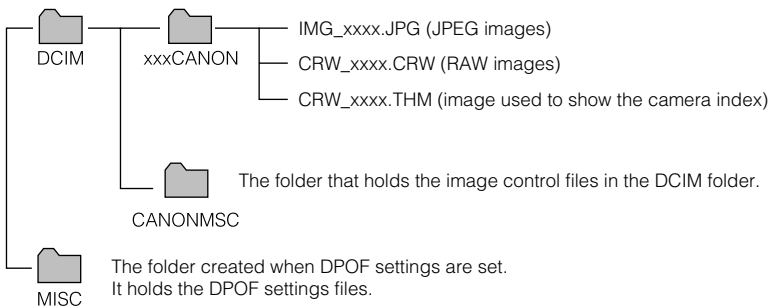 DCIM
xxxCANON
IMG_xxxx.JPG (JPEG images)
CRW_xxxx.CRW (RAW images)
CRW_xxxx.THM (image used to show the camera index)
CANONMSC
The folder that holds the image control files in the DCIM folder.
MISC
The folder created when DPOF settings are set.
It holds the DPOF settings files.